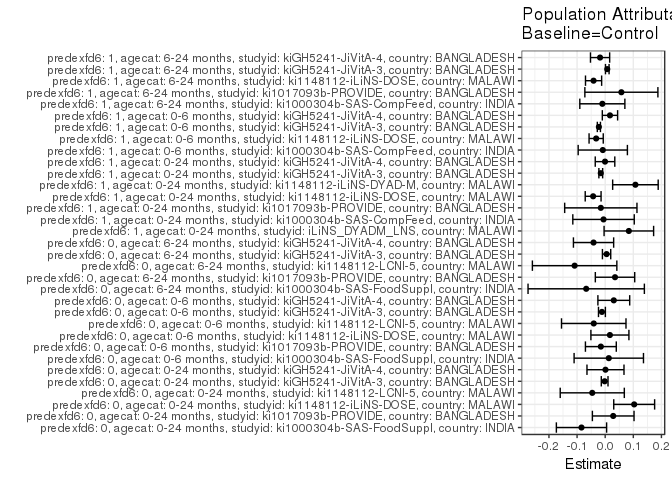 Population Attributa
Baseline=Control
predexfd6: 1, agecat: 6-24 months, studyid: kiGH5241-JiVitA-4, country: BANGLADESH
predexfd6: 1, agecat: 6-24 months, studyid: kiGH5241-JiVitA-3, country: BANGLADESH
predexfd6: 1, agecat: 6-24 months, studyid: ki1148112-iLiNS-DOSE, country: MALAWI
predexfd6: 1, agecat: 6-24 months, studyid: ki1017093b-PROVIDE, country: BANGLADESH
predexfd6: 1, agecat: 6-24 months, studyid: ki1000304b-SAS-CompFeed, country: INDIA
predexfd6: 1, agecat: 0-6 months, studyid: kiGH5241-JiVitA-4, country: BANGLADESH
predexfd6: 1, agecat: 0-6 months, studyid: kiGH5241-JiVitA-3, country: BANGLADESH
predexfd6: 1, agecat: 0-6 months, studyid: ki1148112-iLiNS-DOSE, country: MALAWI
predexfd6: 1, agecat: 0-6 months, studyid: ki1000304b-SAS-CompFeed, country: INDIA
predexfd6: 1, agecat: 0-24 months, studyid: kiGH5241-JiVitA-4, country: BANGLADESH
predexfd6: 1, agecat: 0-24 months, studyid: kiGH5241-JiVitA-3, country: BANGLADESH
predexfd6: 1, agecat: 0-24 months, studyid: ki1148112-iLiNS-DYAD-M, country: MALAWI
predexfd6: 1, agecat: 0-24 months, studyid: ki1148112-iLiNS-DOSE, country: MALAWI
predexfd6: 1, agecat: 0-24 months, studyid: ki1017093b-PROVIDE, country: BANGLADESH
predexfd6: 1, agecat: 0-24 months, studyid: ki1000304b-SAS-CompFeed, country: INDIA
predexfd6: 1, agecat: 0-24 months, studyid: iLiNS_DYADM_LNS, country: MALAWI
predexfd6: 0, agecat: 6-24 months, studyid: kiGH5241-JiVitA-4, country: BANGLADESH
predexfd6: 0, agecat: 6-24 months, studyid: kiGH5241-JiVitA-3, country: BANGLADESH
predexfd6: 0, agecat: 6-24 months, studyid: ki1148112-LCNI-5, country: MALAWI
predexfd6: 0, agecat: 6-24 months, studyid: ki1017093b-PROVIDE, country: BANGLADESH
predexfd6: 0, agecat: 6-24 months, studyid: ki1000304b-SAS-FoodSuppl, country: INDIA
predexfd6: 0, agecat: 0-6 months, studyid: kiGH5241-JiVitA-4, country: BANGLADESH
predexfd6: 0, agecat: 0-6 months, studyid: kiGH5241-JiVitA-3, country: BANGLADESH
predexfd6: 0, agecat: 0-6 months, studyid: ki1148112-LCNI-5, country: MALAWI
predexfd6: 0, agecat: 0-6 months, studyid: ki1148112-iLiNS-DOSE, country: MALAWI
predexfd6: 0, agecat: 0-6 months, studyid: ki1017093b-PROVIDE, country: BANGLADESH
predexfd6: 0, agecat: 0-6 months, studyid: ki1000304b-SAS-FoodSuppl, country: INDIA
predexfd6: 0, agecat: 0-24 months, studyid: kiGH5241-JiVitA-4, country: BANGLADESH
predexfd6: 0, agecat: 0-24 months, studyid: kiGH5241-JiVitA-3, country: BANGLADESH
predexfd6: 0, agecat: 0-24 months, studyid: ki1148112-LCNI-5, country: MALAWI
predexfd6: 0, agecat: 0-24 months, studyid: ki1148112-iLiNS-DOSE, country: MALAWI
predexfd6: 0, agecat: 0-24 months, studyid: ki1017093b-PROVIDE, country: BANGLADESH
predexfd6: 0, agecat: 0-24 months, studyid: ki1000304b-SAS-FoodSuppl, country: INDIA
-0.2 -0.1 0.0 0.1 0.2
Estimate